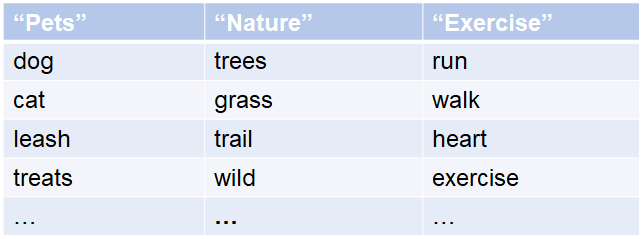 “Pets” “Nature” “Exercise”
dog trees run
cat grass walk
leash trail heart
treats wild exercise
… … …